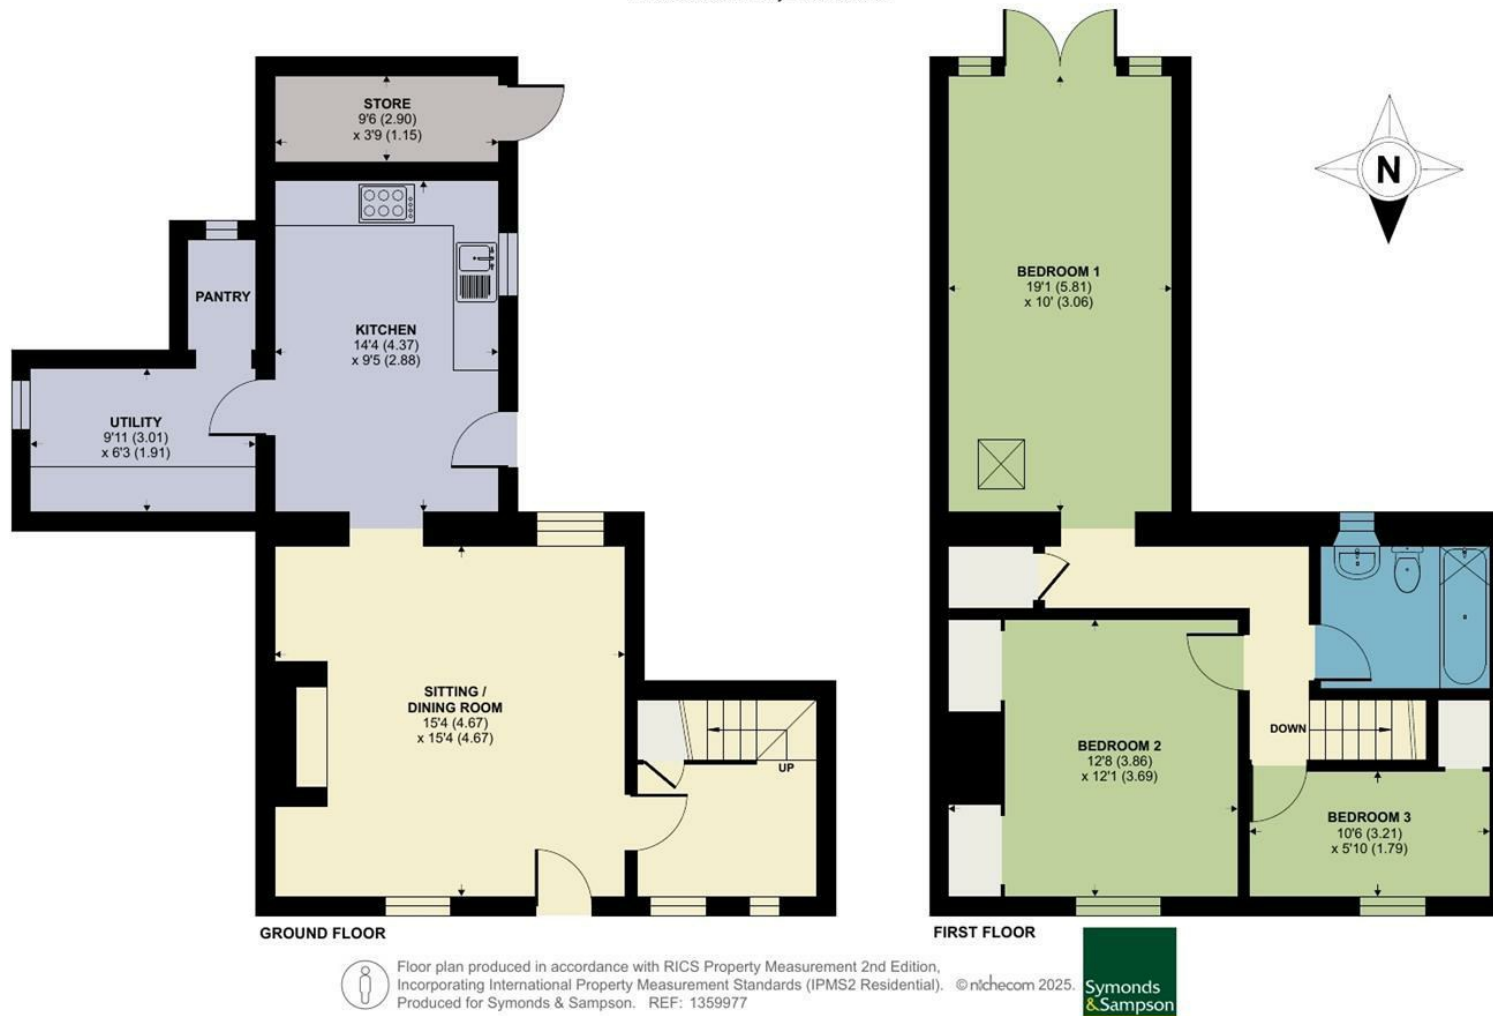 STORE
9'6 (2.90)
x 3'9 (1.15)
PANTRY
KITCHEN
14'4 (4.37)
x 9'5 (2.88)
UTILITY
9'11 (3.01)
x 6'3 (1.91)
SITTING /
DINING ROOM
15'4 (4.67)
x 15'4 (4.67)
UP
GROUND FLOOR
N
BEDROOM 1
19'1 (5.81)
x 10' (3.06)
BEDROOM 2
12'8 (3.86)
x 12'1 (3.69)
DOWN
BEDROOM 3
10'6 (3.21)
x 5'10 (1.79)
FIRST FLOOR
Floor plan produced in accordance with RICS Property Measurement 2nd Edition,
Incorporating International Property Measurement Standards (IPMS2 Residential). © nichecom 2025.
Produced for Symonds & Sampson. REF: 1359977
Symonds
&Sampson